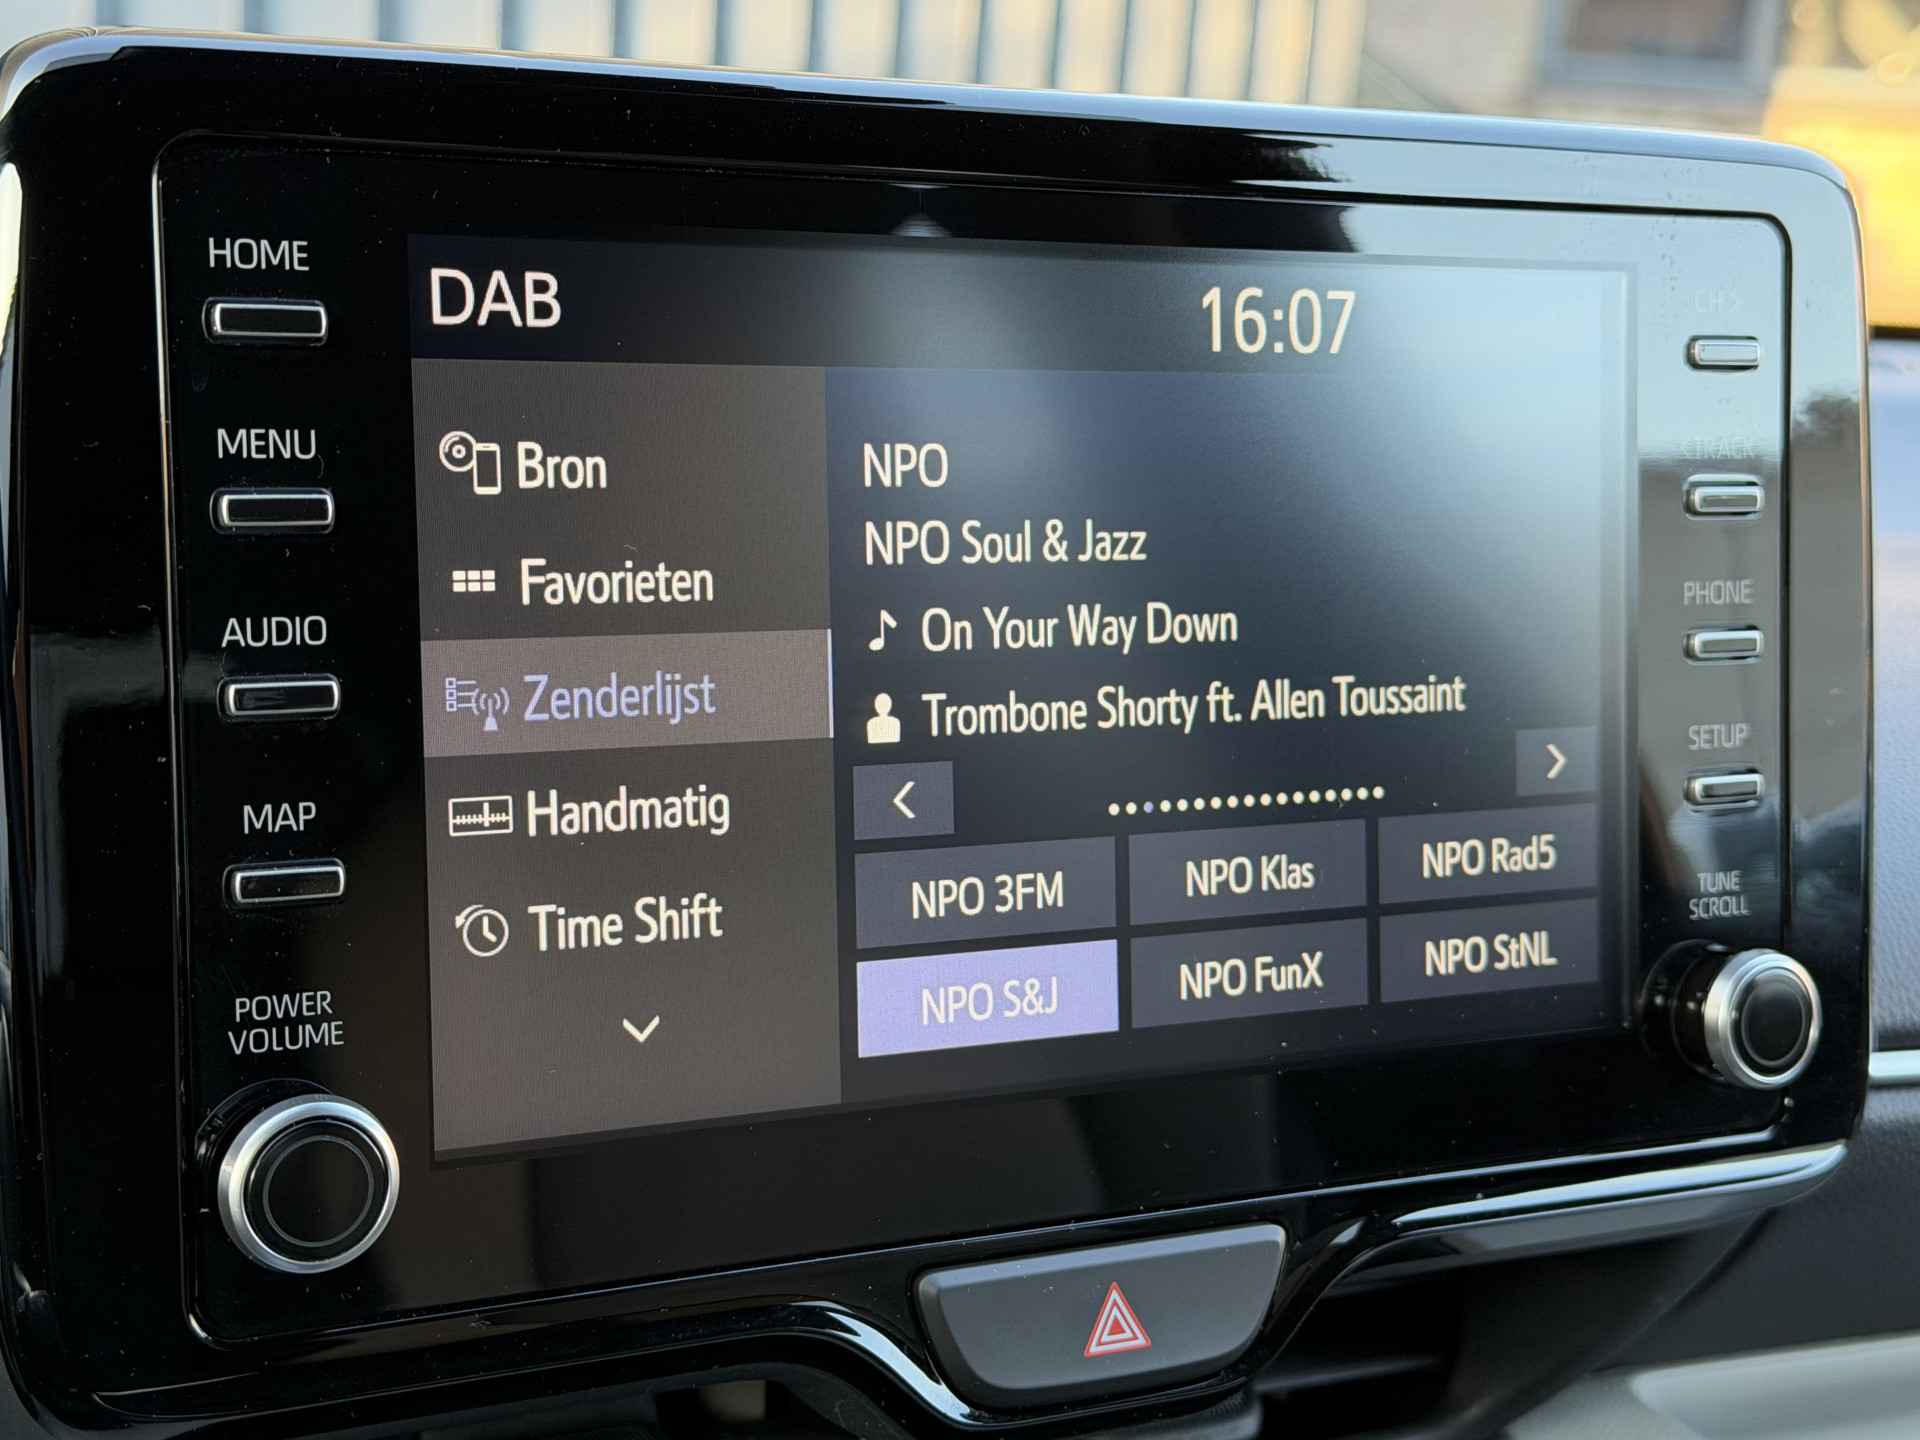 HOME
MENU
AUDIO
MAP
POWER
VOLUME
DAB
16:07
Bron
Favorieten
Zenderlijst
Handmatig
Time Shift
NPO
NPO Soul & Jazz
On Your Way Down
Trombone Shorty ft. Allen Toussaint
NPO 3FM
NPO Klas
NPO Rad5
NPO S&J
NPO FunX
NPO StNL
CH >
< TRACK
PHONE
SETUP
TUNE
SCROLL